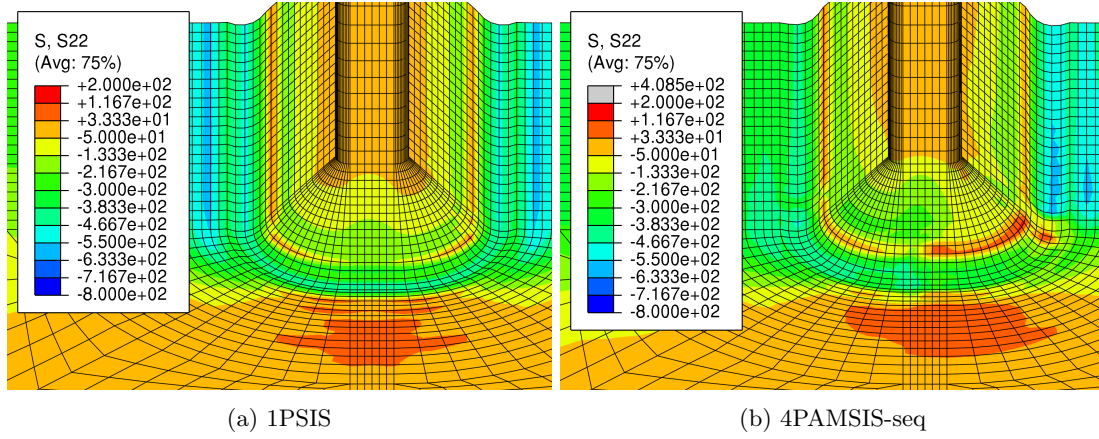 S, S22
(Avg: 75%)
+2.000e+02
+1.167e+02
+3.333e+01
-5.000e+01
-1.333e+02
-2.167e+02
-3.000e+02
-3.833e+02
-4.667e+02
-5.500e+02
-6.333e+02
-7.167e+02
-8.000e+02
S, S22
(Avg: 75%)
+4.085e+02
+2.000e+02
+1.167e+02
+3.333e+01
-5.000e+01
-1.333e+02
-2.167e+02
-3.000e+02
-3.833e+02
-4.667e+02
-5.500e+02
-6.333e+02
-7.167e+02
-8.000e+02
(a) 1PSIS
(b) 4PAMSIS-seq